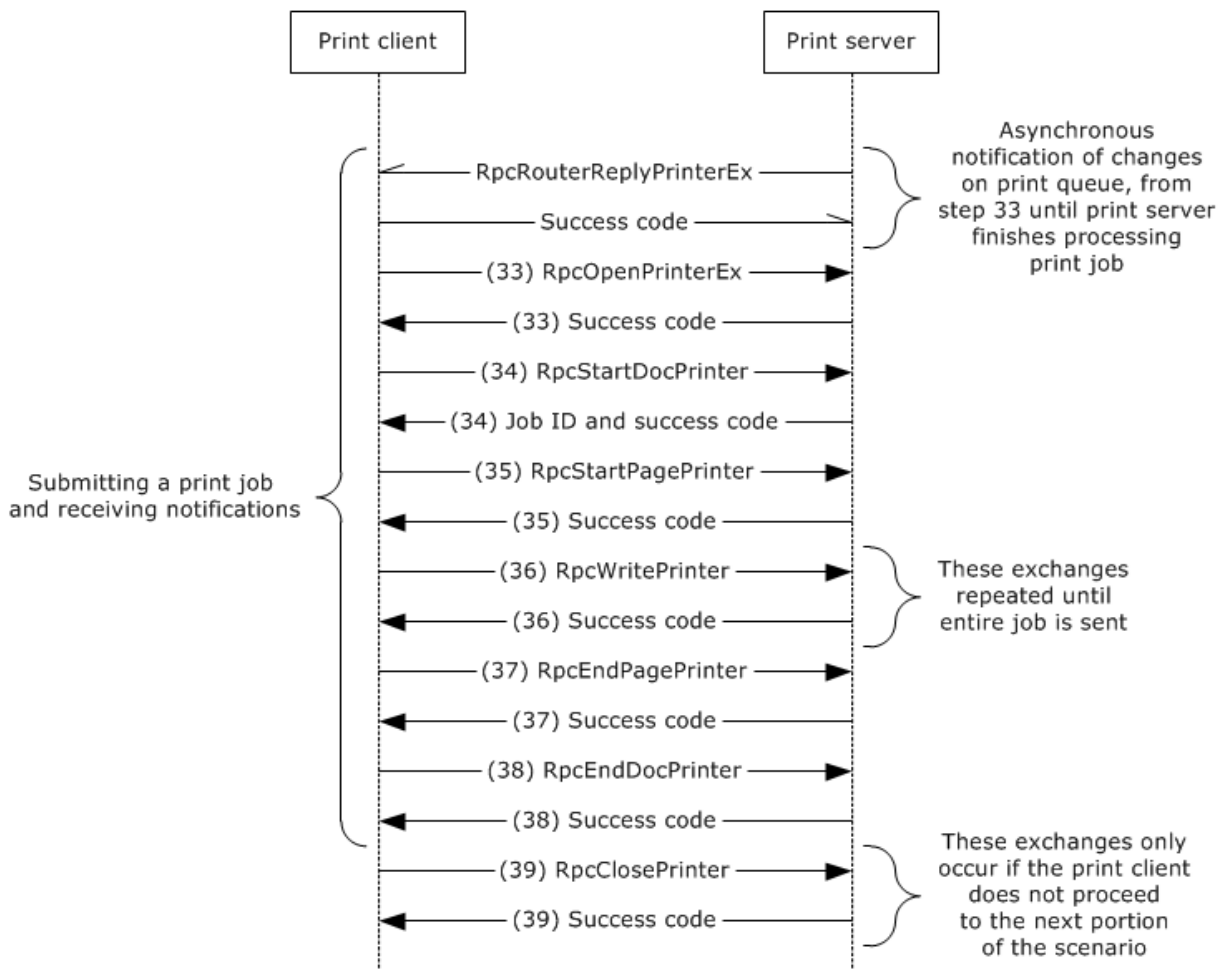 Print client
Print server
Asynchronous
notification of changes
on print queue, from
step 33 until print server
finishes processing
print job
RpcRouterReplyPrinterEx
Success code
(33) RpcOpenPrinterEx
(33) Success code
(34) RpcStartDocPrinter
(34) Job ID and success code
Submitting a print job
and receiving notifications
(35) RpcStartPagePrinter
(35) Success code
(36) RpcWritePrinter
(36) Success code
These exchanges
repeated until
entire job is sent
(37) RpcEndPagePrinter
(37) Success code
(38) RpcEndDocPrinter
(38) Success code
(39) RpcClosePrinter
(39) Success code
These exchanges only
occur if the print client
does not proceed
to the next portion
of the scenario